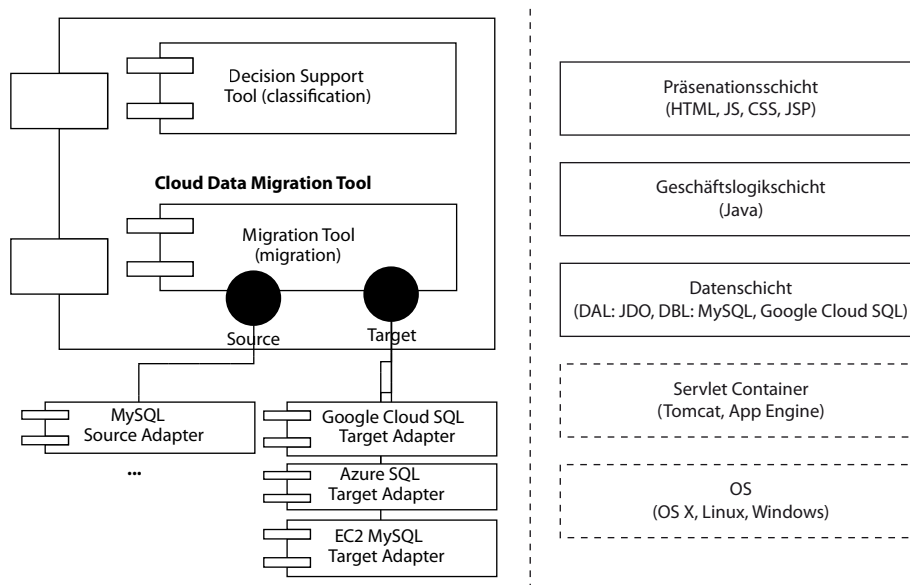 Decision Support
Tool (classification)
Cloud Data Migration Tool
Migration Tool
(migration)
Source
Target
MySQL
Source Adapter
...
Google Cloud SQL
Target Adapter
Azure SQL
Target Adapter
EC2 MySQL
Target Adapter
Präsenationsschicht
(HTML, JS, CSS, JSP)
Geschäftslogikschicht
(Java)
Datenschicht
(DAL: JDO, DBL: MySQL, Google Cloud SQL)
Servlet Container
(Tomcat, App Engine)
OS
(OS X, Linux, Windows)